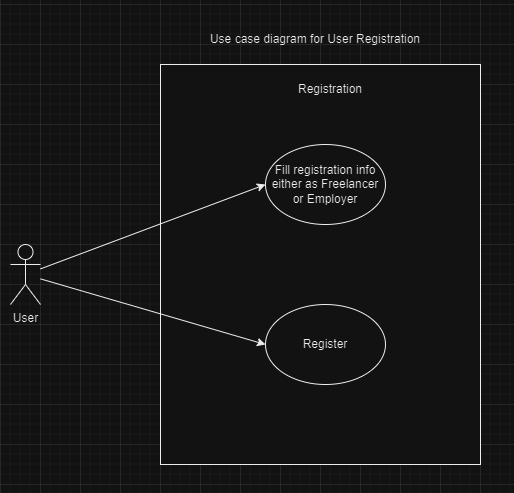 Use case diagram for User Registration
Registration
Fill registration info
either as Freelancer
or Employer
User
Register